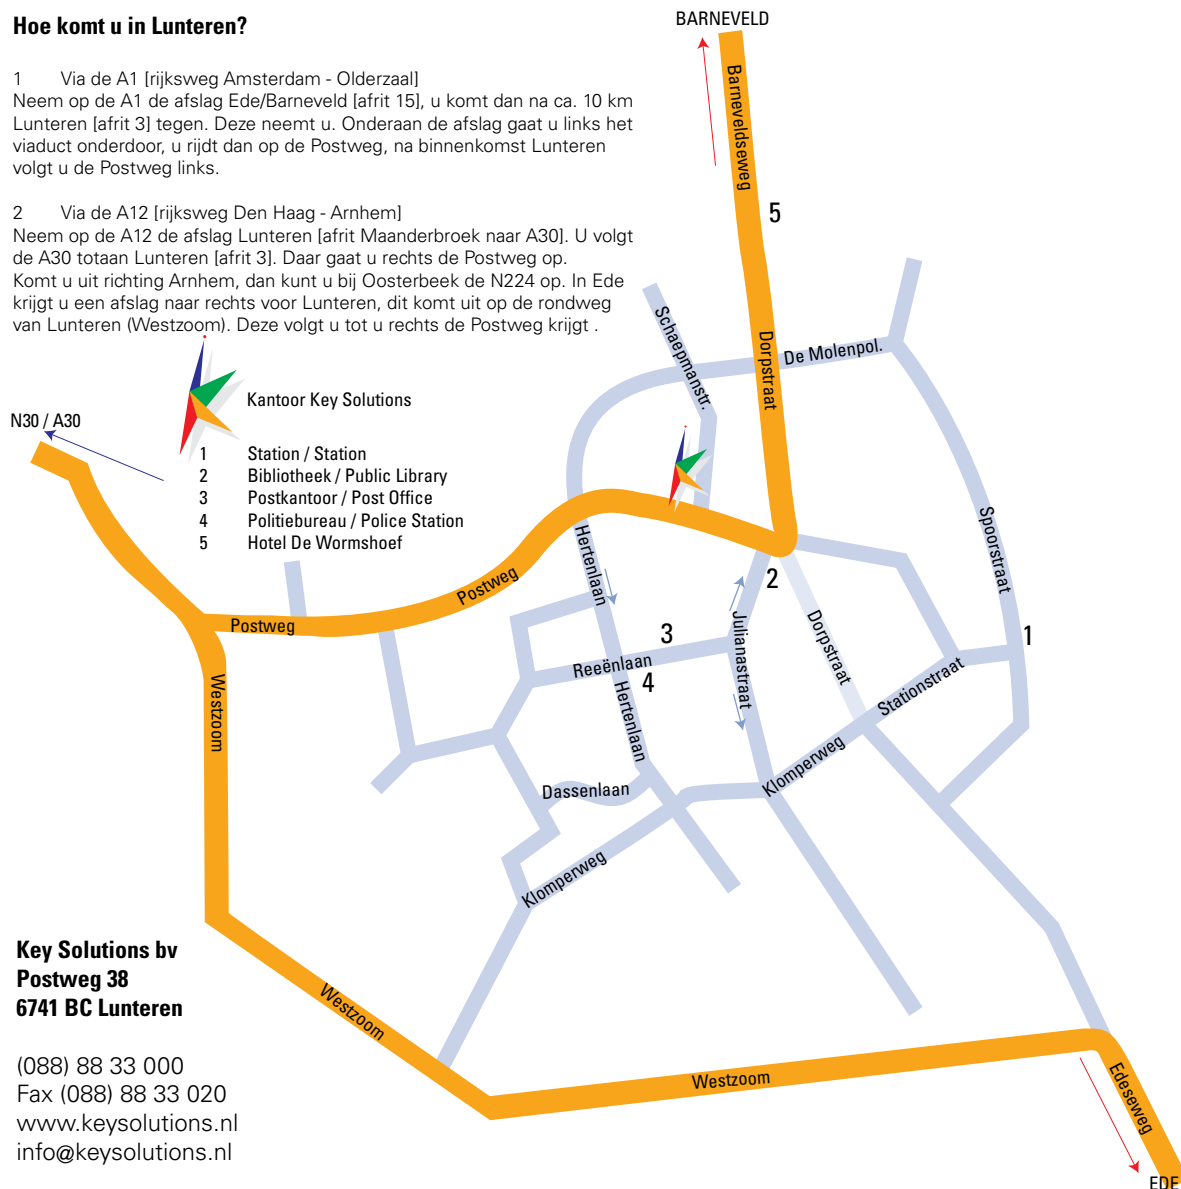 Hoe komt u in Lunteren?
1 Via de A1 [rijksweg Amsterdam - Olderzaal]
Neem op de A1 de afslag Ede/Barneveld [afrit 15], u komt dan na ca. 10 km
Lunteren [afrit 3] tegen. Deze neemt u. Onderaan de afslag gaat u links het
viaduct onderdoor, u rijdt dan op de Postweg, na binnenkomst Lunteren
volgt u de Postweg links.
2 Via de A12 [rijksweg Den Haag - Arnhem]
Neem op de A12 de afslag Lunteren [afrit Maanderbroek naar A30]. U volgt
de A30 totaan Lunteren [afrit 3]. Daar gaat u rechts de Postweg op.
Komt u uit richting Arnhem, dan kunt u bij Oosterbeek de N224 op. In Ede
krijgt u een afslag naar rechts voor Lunteren, dit komt uit op de rondweg
van Lunteren (Westzoom). Deze volgt u tot u rechts de Postweg krijgt .
Kantoor Key Solutions
1 Station / Station
2 Bibliotheek / Public Library
3 Postkantoor / Post Office
4 Politiebureau / Police Station
5 Hotel De Wormshoef
N30 / A30
BARNEVELD
Barneveldseweg
5
Schaepmanstr.
Dorpstraat
De Molenpol.
Spoorstraat
Hertenlaan
Postweg
Postweg
2
3
1
Reeënlaan
4
Julianastraat
Dorpstraat
Stationstraat
Hertenlaan
Westzoom
Dassenlaan
Klomperweg
Klomperweg
Westzoom
Westzoom
Edeseweg
EDE
Key Solutions bv
Postweg 38
6741 BC Lunteren
(088) 88 33 000
Fax (088) 88 33 020
www.keysolutions.nl
info@keysolutions.nl